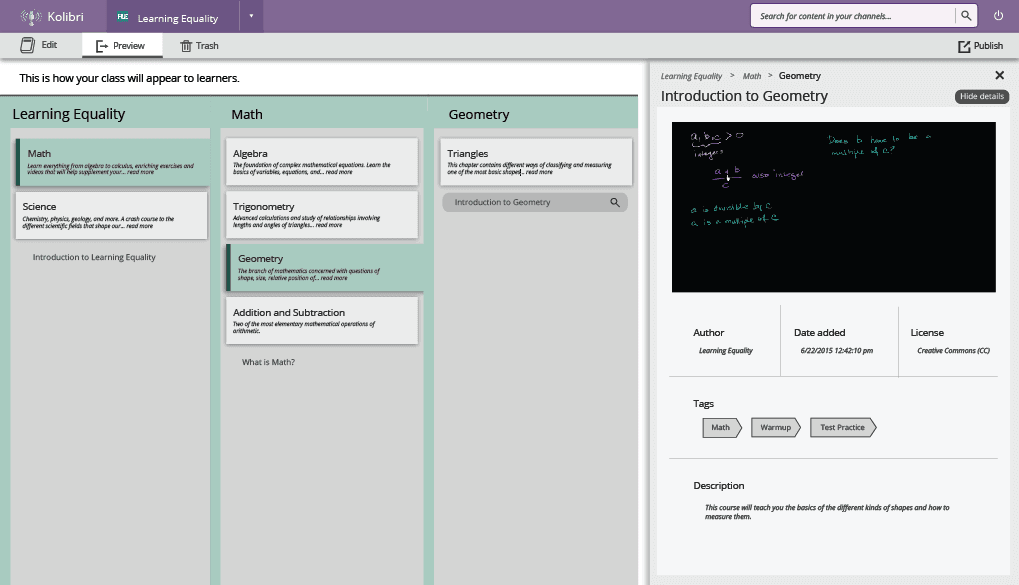 Kolibri
FLE
Learning Equality
Search for content in your channels...
Edit
Preview
Trash
Publish
This is how your class will appear to learners.
Learning Equality
Math
Learn everything from algebra to calculus, enriching exercises and
videos that will help supplement your... read more
Science
Chemistry, physics, geology, and more. A crash course to the
different scientific fields that shape our... read more
Introduction to Learning Equality
Math
Algebra
The foundation of complex mathematical equations. Learn the
basics of variables, equations, and... read more
Trigonometry
Advanced calculations and study of relationships involving
lengths and angles of triangles... read more
Geometry
The branch of mathematics concerned with questions of
shape, size, relative position of... read more
Addition and Subtraction
Two of the most elementary mathematical operations of
arithmetic.
What is Math?
Geometry
Triangles
This chapter contains different ways of classifying and measuring
one of the most basic shapes... read more
Introduction to Geometry
Learning Equality > Math > Geometry
Introduction to Geometry
Hide details
a, b, c > 0
integers
Does b have to be a
multiple of c?
b
c
also integer
a is divisible by c
a is a multiple of c
Author
Learning Equality
Date added
6/22/2015 12:42:10 pm
License
Creative Commons (CC)
Tags
Math
Warmup
Test Practice
Description
This course will teach you the basics of the different kinds of shapes and how to
measure them.